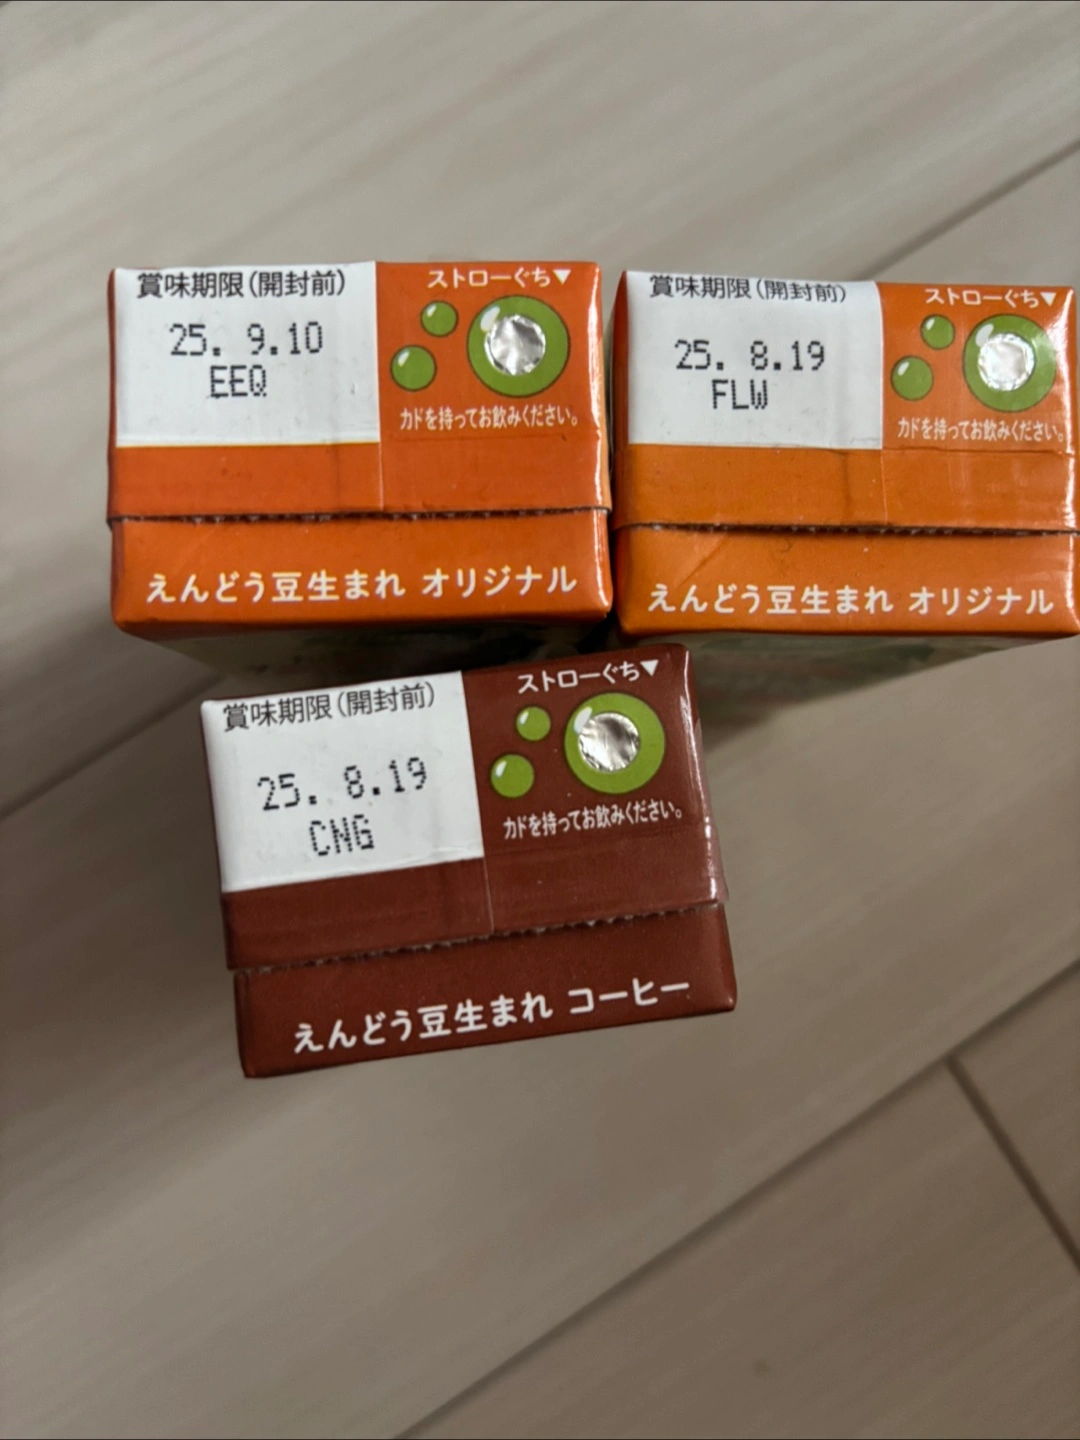 賞味期限(開封前)
25. 9.10
EEQ
ストローぐち▼
カドを持ってお飲みください。
えんどう豆生まれ オリジナル
賞味期限(開封前)
25. 8.19
FLW
ストローぐち▼
カドを持ってお飲みください。
えんどう豆生まれ オリジナル
賞味期限(開封前)
25. 8.19
CNG
ストローぐち▼
カドを持ってお飲みください。
えんどう豆生まれ コーヒー